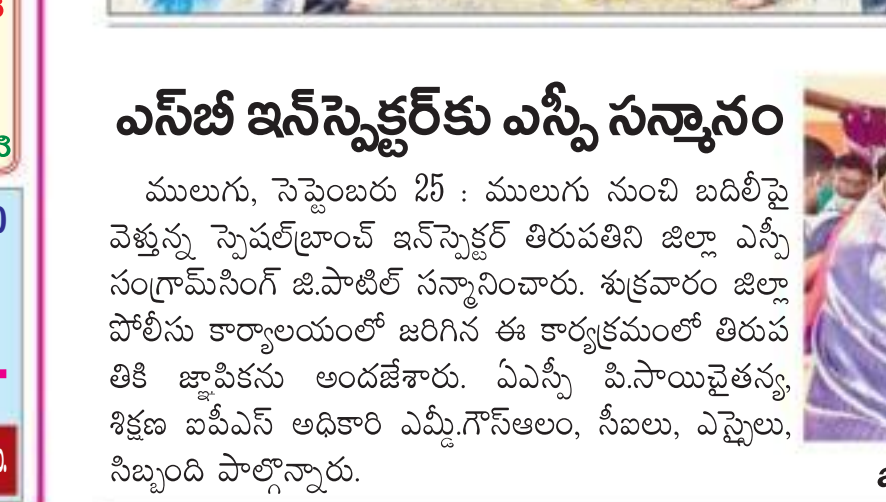 ఎస్‌బీ ఇన్‌స్పెక్టర్‌కు ఎస్పీ సన్మానం
ములుగు, సెప్టెంబరు 25 : ములుగు నుంచి బదిలీపై
వెళ్తున్న స్పెషల్‌బ్రాంచ్ ఇన్‌స్పెక్టర్ తిరుపతిని జిల్లా ఎస్పీ
సంగ్రామ్‌సింగ్ జి.పాటిల్ సన్మానించారు. శుక్రవారం జిల్లా
పోలీసు కార్యాలయంలో జరిగిన ఈ కార్యక్రమంలో తిరుప
తికి జ్ఞాపికను అందజేశారు. ఏఎస్పీ పి.సాయిచైతన్య,
శిక్షణ ఐపీఎస్ అధికారి ఎమ్డీ.గౌస్‌ఆలం, సీఐలు, ఎస్సైలు,
సిబ్బంది పాల్గొన్నారు.